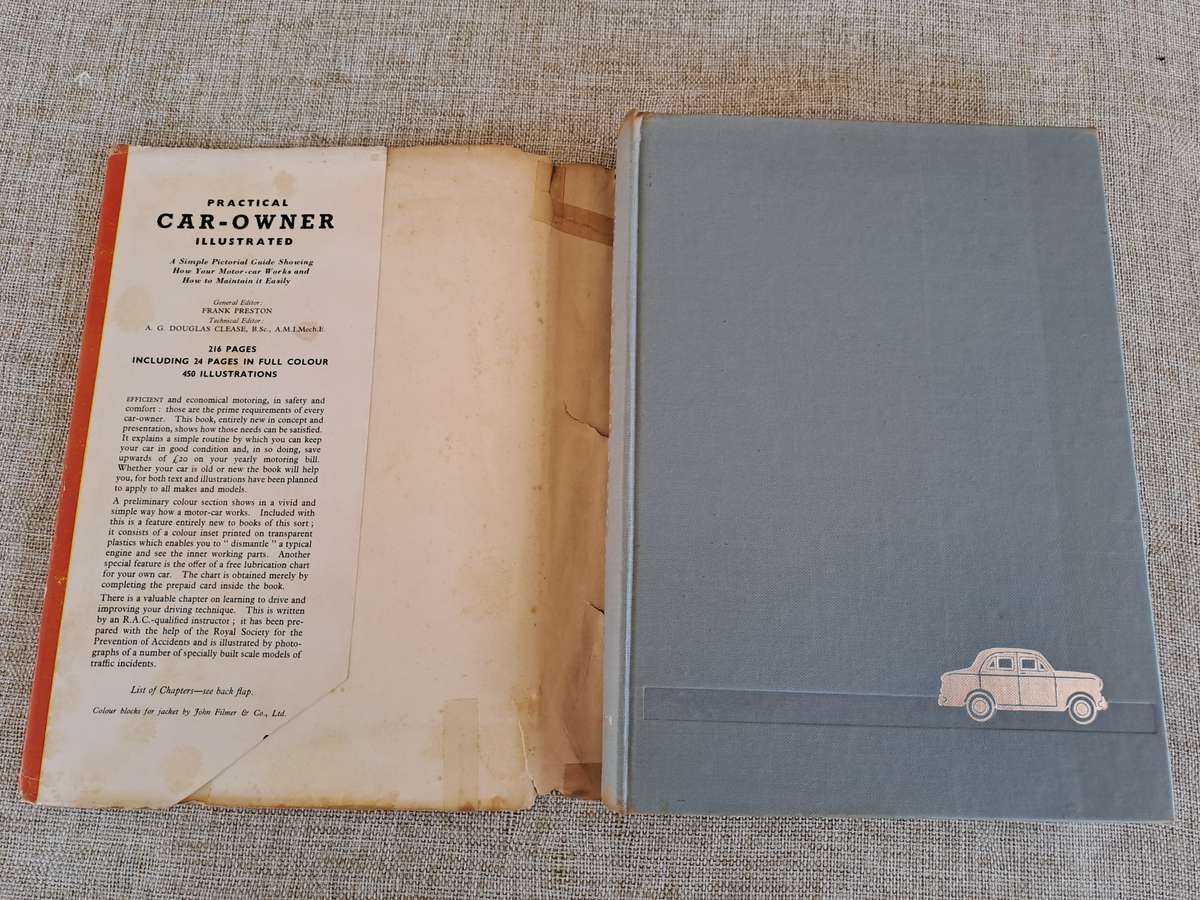 PRACTICAL
CAR-OWNER
ILLUSTRATED
A Simple Pictorial Guide Showing
How Your Motor-car Works and
How to Maintain it Easily
General Editor:
FRANK PRESTON
Technical Editor:
A. G. DOUGLAS CLEASE, B.Sc., A.M.I.Mech.E.
216 PAGES
INCLUDING 24 PAGES IN FULL COLOUR
450 ILLUSTRATIONS
EFFICIENT and economical motoring, in safety and
comfort : those are the prime requirements of every
car-owner. This book, entirely new in concept and
presentation, shows how those needs can be satisfied.
It explains a simple routine by which you can keep
your car in good condition and, in so doing, save
upwards of £20 on your yearly motoring bill.
Whether your car is old or new the book will help
you, for both text and illustrations have been planned
to apply to all makes and models.
A preliminary colour section shows in a vivid and
simple way how a motor-car works. Included with
this is a feature entirely new to books of this sort ;
it consists of a colour inset printed on transparent
plastics which enables you to “ dismantle ” a typical
engine and see the inner working parts. Another
special feature is the offer of a free lubrication chart
for your own car. The chart is obtained merely by
completing the prepaid card inside the book.
There is a valuable chapter on learning to drive and
improving your driving technique. This is written
by an R.A.C.-qualified instructor ; it has been pre-
pared with the help of the Royal Society for the
Prevention of Accidents and is illustrated by photo-
graphs of a number of specially built scale models of
traffic incidents.
List of Chapters—see back flap.
Colour blocks for jacket by John Filmer & Co., Ltd.